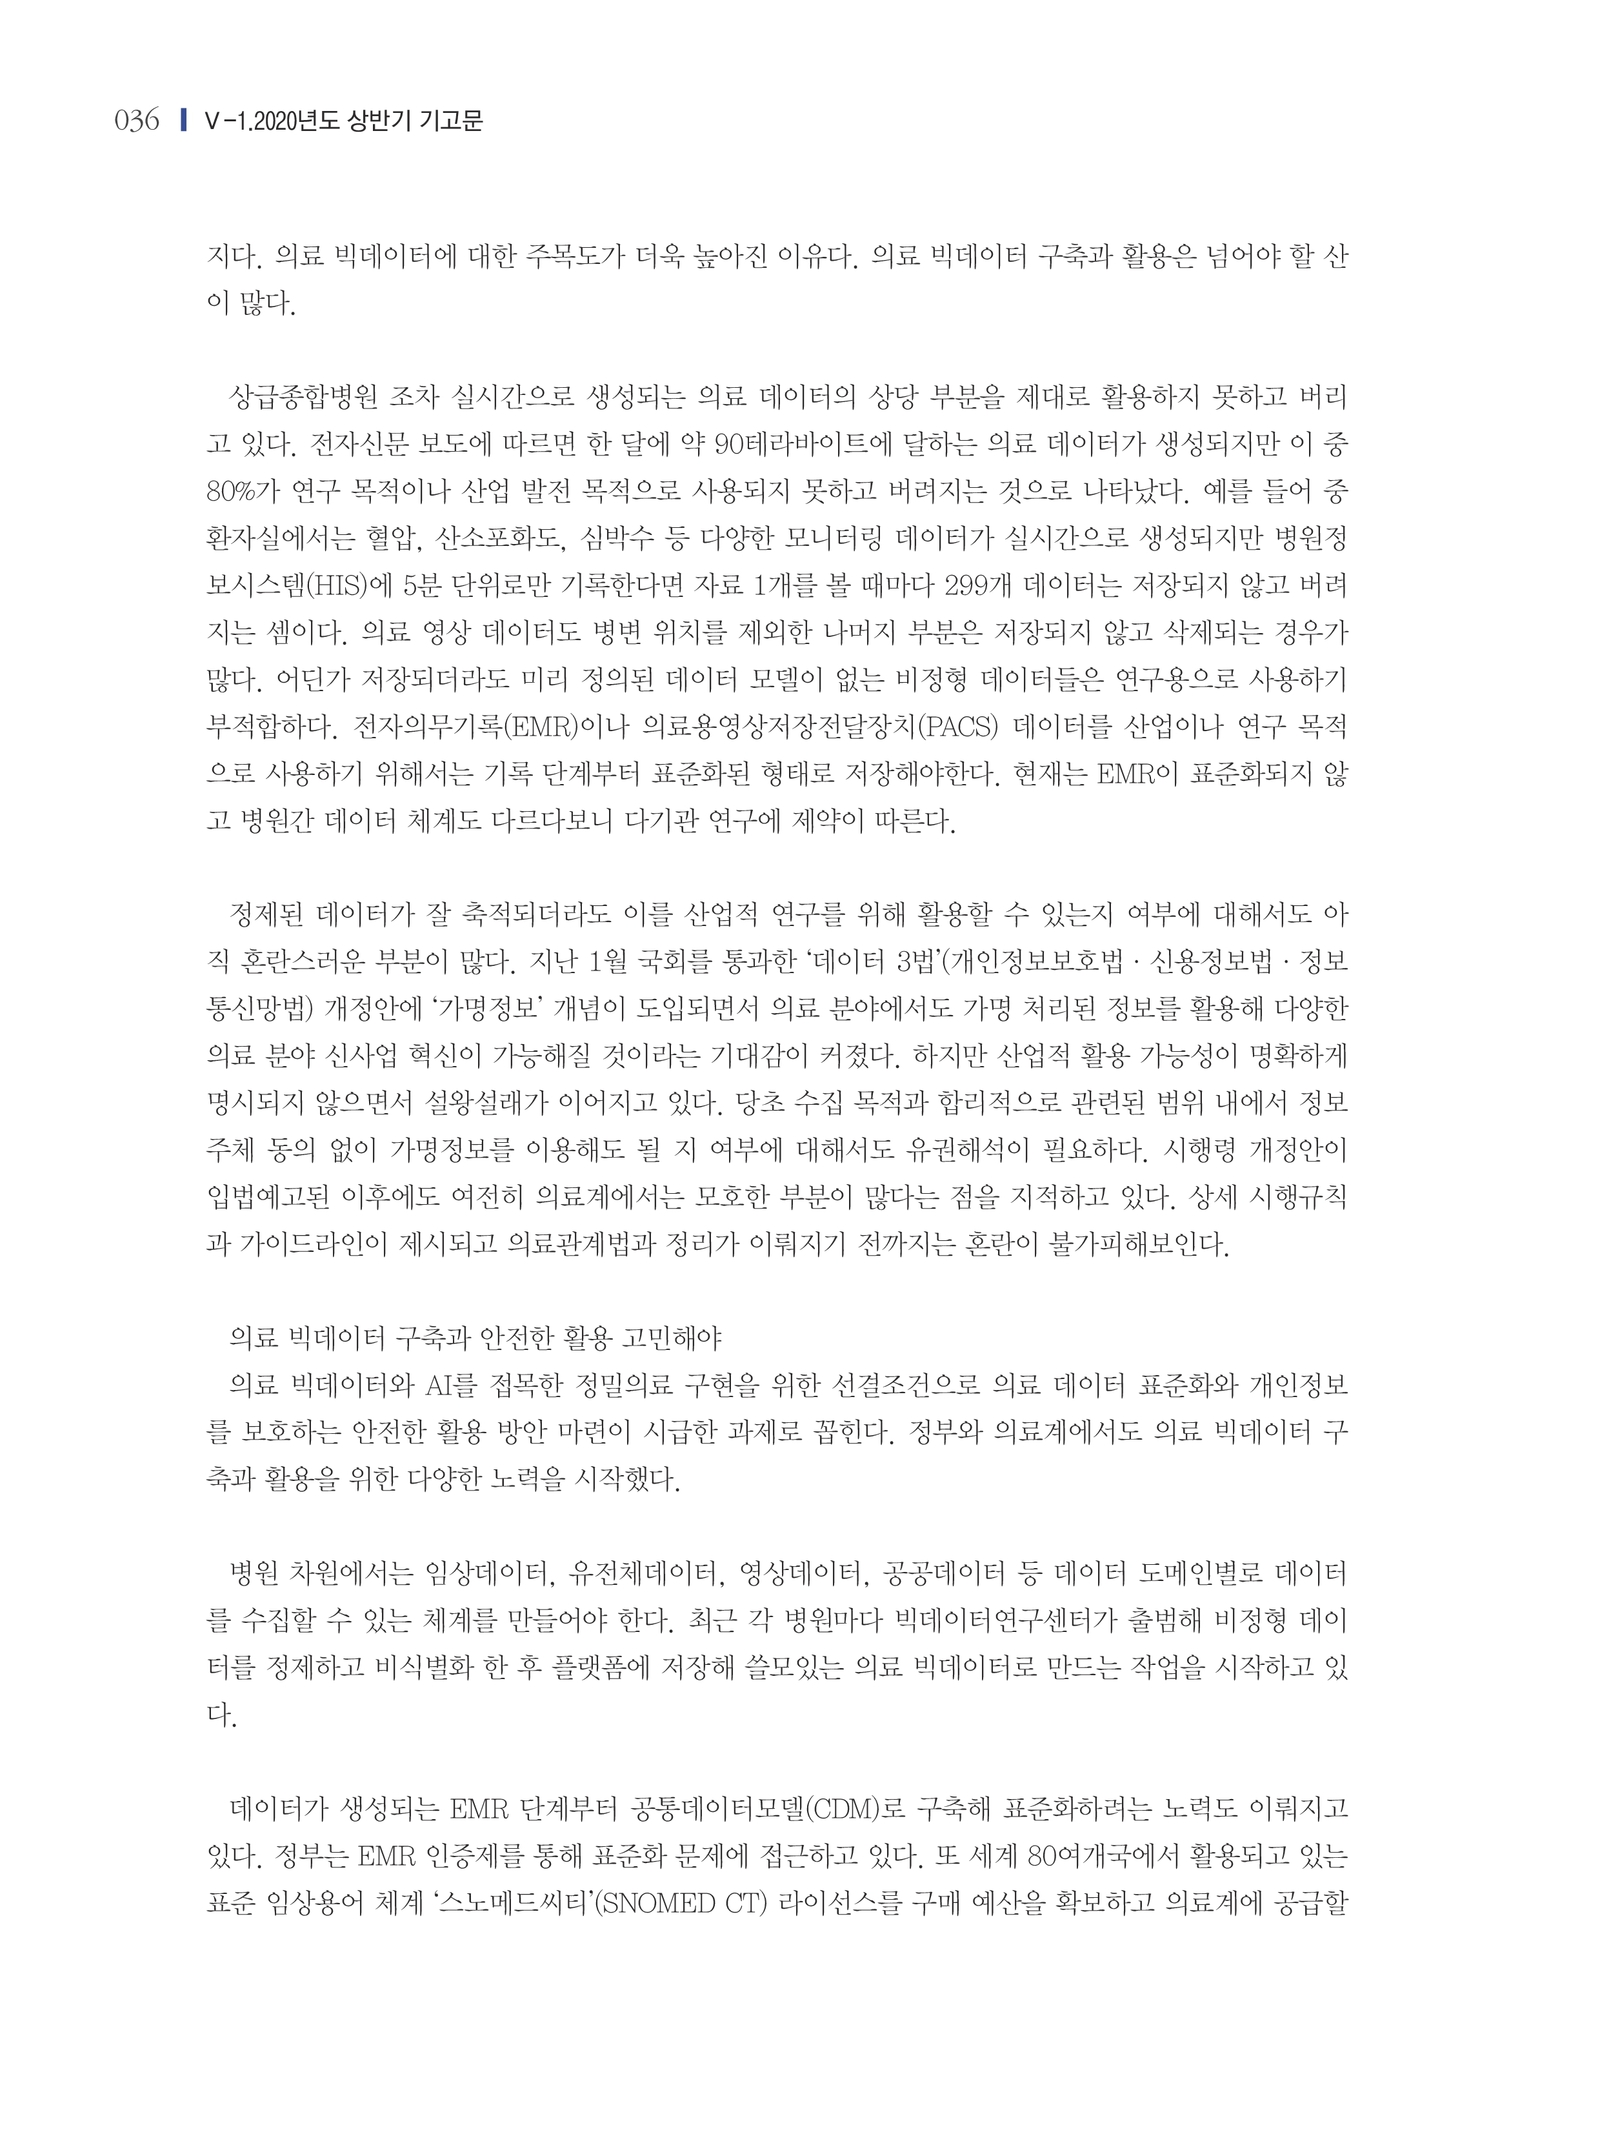 036 Ⅴ-1.2020년도 상반기 기고문
지다. 의료 빅데이터에 대한 주목도가 더욱 높아진 이유다. 의료 빅데이터 구축과 활용은 넘어야 할 산
이 많다.
상급종합병원 조차 실시간으로 생성되는 의료 데이터의 상당 부분을 제대로 활용하지 못하고 버리
고 있다. 전자신문 보도에 따르면 한 달에 약 90테라바이트에 달하는 의료 데이터가 생성되지만 이 중
80%가 연구 목적이나 산업 발전 목적으로 사용되지 못하고 버려지는 것으로 나타났다. 예를 들어 중
환자실에서는 혈압, 산소포화도, 심박수 등 다양한 모니터링 데이터가 실시간으로 생성되지만 병원정
보시스템(HIS)에 5분 단위로만 기록한다면 자료 1개를 볼 때마다 299개 데이터는 저장되지 않고 버려
지는 셈이다. 의료 영상 데이터도 병변 위치를 제외한 나머지 부분은 저장되지 않고 삭제되는 경우가
많다. 어딘가 저장되더라도 미리 정의된 데이터 모델이 없는 비정형 데이터들은 연구용으로 사용하기
부적합하다. 전자의무기록(EMR)이나 의료용영상저장전달장치(PACS) 데이터를 산업이나 연구 목적
으로 사용하기 위해서는 기록 단계부터 표준화된 형태로 저장해야한다. 현재는 EMR이 표준화되지 않
고 병원간 데이터 체계도 다르다보니 다기관 연구에 제약이 따른다.
정제된 데이터가 잘 축적되더라도 이를 산업적 연구를 위해 활용할 수 있는지 여부에 대해서도 아
직 혼란스러운 부분이 많다. 지난 1월 국회를 통과한 ‘데이터 3법’(개인정보보호법·신용정보법·정보
통신망법) 개정안에 ‘가명정보’ 개념이 도입되면서 의료 분야에서도 가명 처리된 정보를 활용해 다양한
의료 분야 신사업 혁신이 가능해질 것이라는 기대감이 커졌다. 하지만 산업적 활용 가능성이 명확하게
명시되지 않으면서 설왕설래가 이어지고 있다. 당초 수집 목적과 합리적으로 관련된 범위 내에서 정보
주체 동의 없이 가명정보를 이용해도 될 지 여부에 대해서도 유권해석이 필요하다. 시행령 개정안이
입법예고된 이후에도 여전히 의료계에서는 모호한 부분이 많다는 점을 지적하고 있다. 상세 시행규칙
과 가이드라인이 제시되고 의료관계법과 정리가 이뤄지기 전까지는 혼란이 불가피해보인다.
의료 빅데이터 구축과 안전한 활용 고민해야
의료 빅데이터와 AI를 접목한 정밀의료 구현을 위한 선결조건으로 의료 데이터 표준화와 개인정보
를 보호하는 안전한 활용 방안 마련이 시급한 과제로 꼽힌다. 정부와 의료계에서도 의료 빅데이터 구
축과 활용을 위한 다양한 노력을 시작했다.
병원 차원에서는 임상데이터, 유전체데이터, 영상데이터, 공공데이터 등 데이터 도메인별로 데이터
를 수집할 수 있는 체계를 만들어야 한다. 최근 각 병원마다 빅데이터연구센터가 출범해 비정형 데이
터를 정제하고 비식별화 한 후 플랫폼에 저장해 쓸모있는 의료 빅데이터로 만드는 작업을 시작하고 있
다.
데이터가 생성되는 EMR 단계부터 공통데이터모델(CDM)로 구축해 표준화하려는 노력도 이뤄지고
있다. 정부는 EMR 인증제를 통해 표준화 문제에 접근하고 있다. 또 세계 80여개국에서 활용되고 있는
표준 임상용어 체계 ‘스노메드씨티’(SNOMED CT) 라이선스를 구매 예산을 확보하고 의료계에 공급할